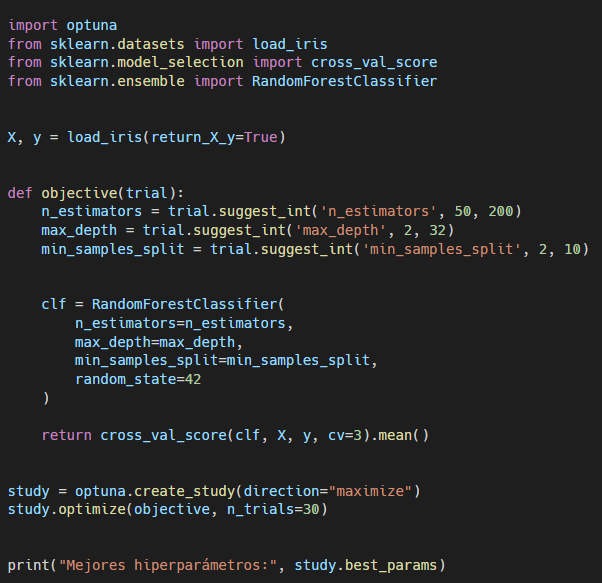 import optuna
from sklearn.datasets import load_iris
from sklearn.model_selection import cross_val_score
from sklearn.ensemble import RandomForestClassifier
X, y = load_iris(return_X_y=True)
def objective(trial):
    n_estimators = trial.suggest_int('n_estimators', 50, 200)
    max_depth = trial.suggest_int('max_depth', 2, 32)
    min_samples_split = trial.suggest_int('min_samples_split', 2, 10)
    clf = RandomForestClassifier(
        n_estimators=n_estimators,
        max_depth=max_depth,
        min_samples_split=min_samples_split,
        random_state=42
    )
    return cross_val_score(clf, X, y, cv=3).mean()
study = optuna.create_study(direction="maximize")
study.optimize(objective, n_trials=30)
print("Mejores hiperparámetros:", study.best_params)